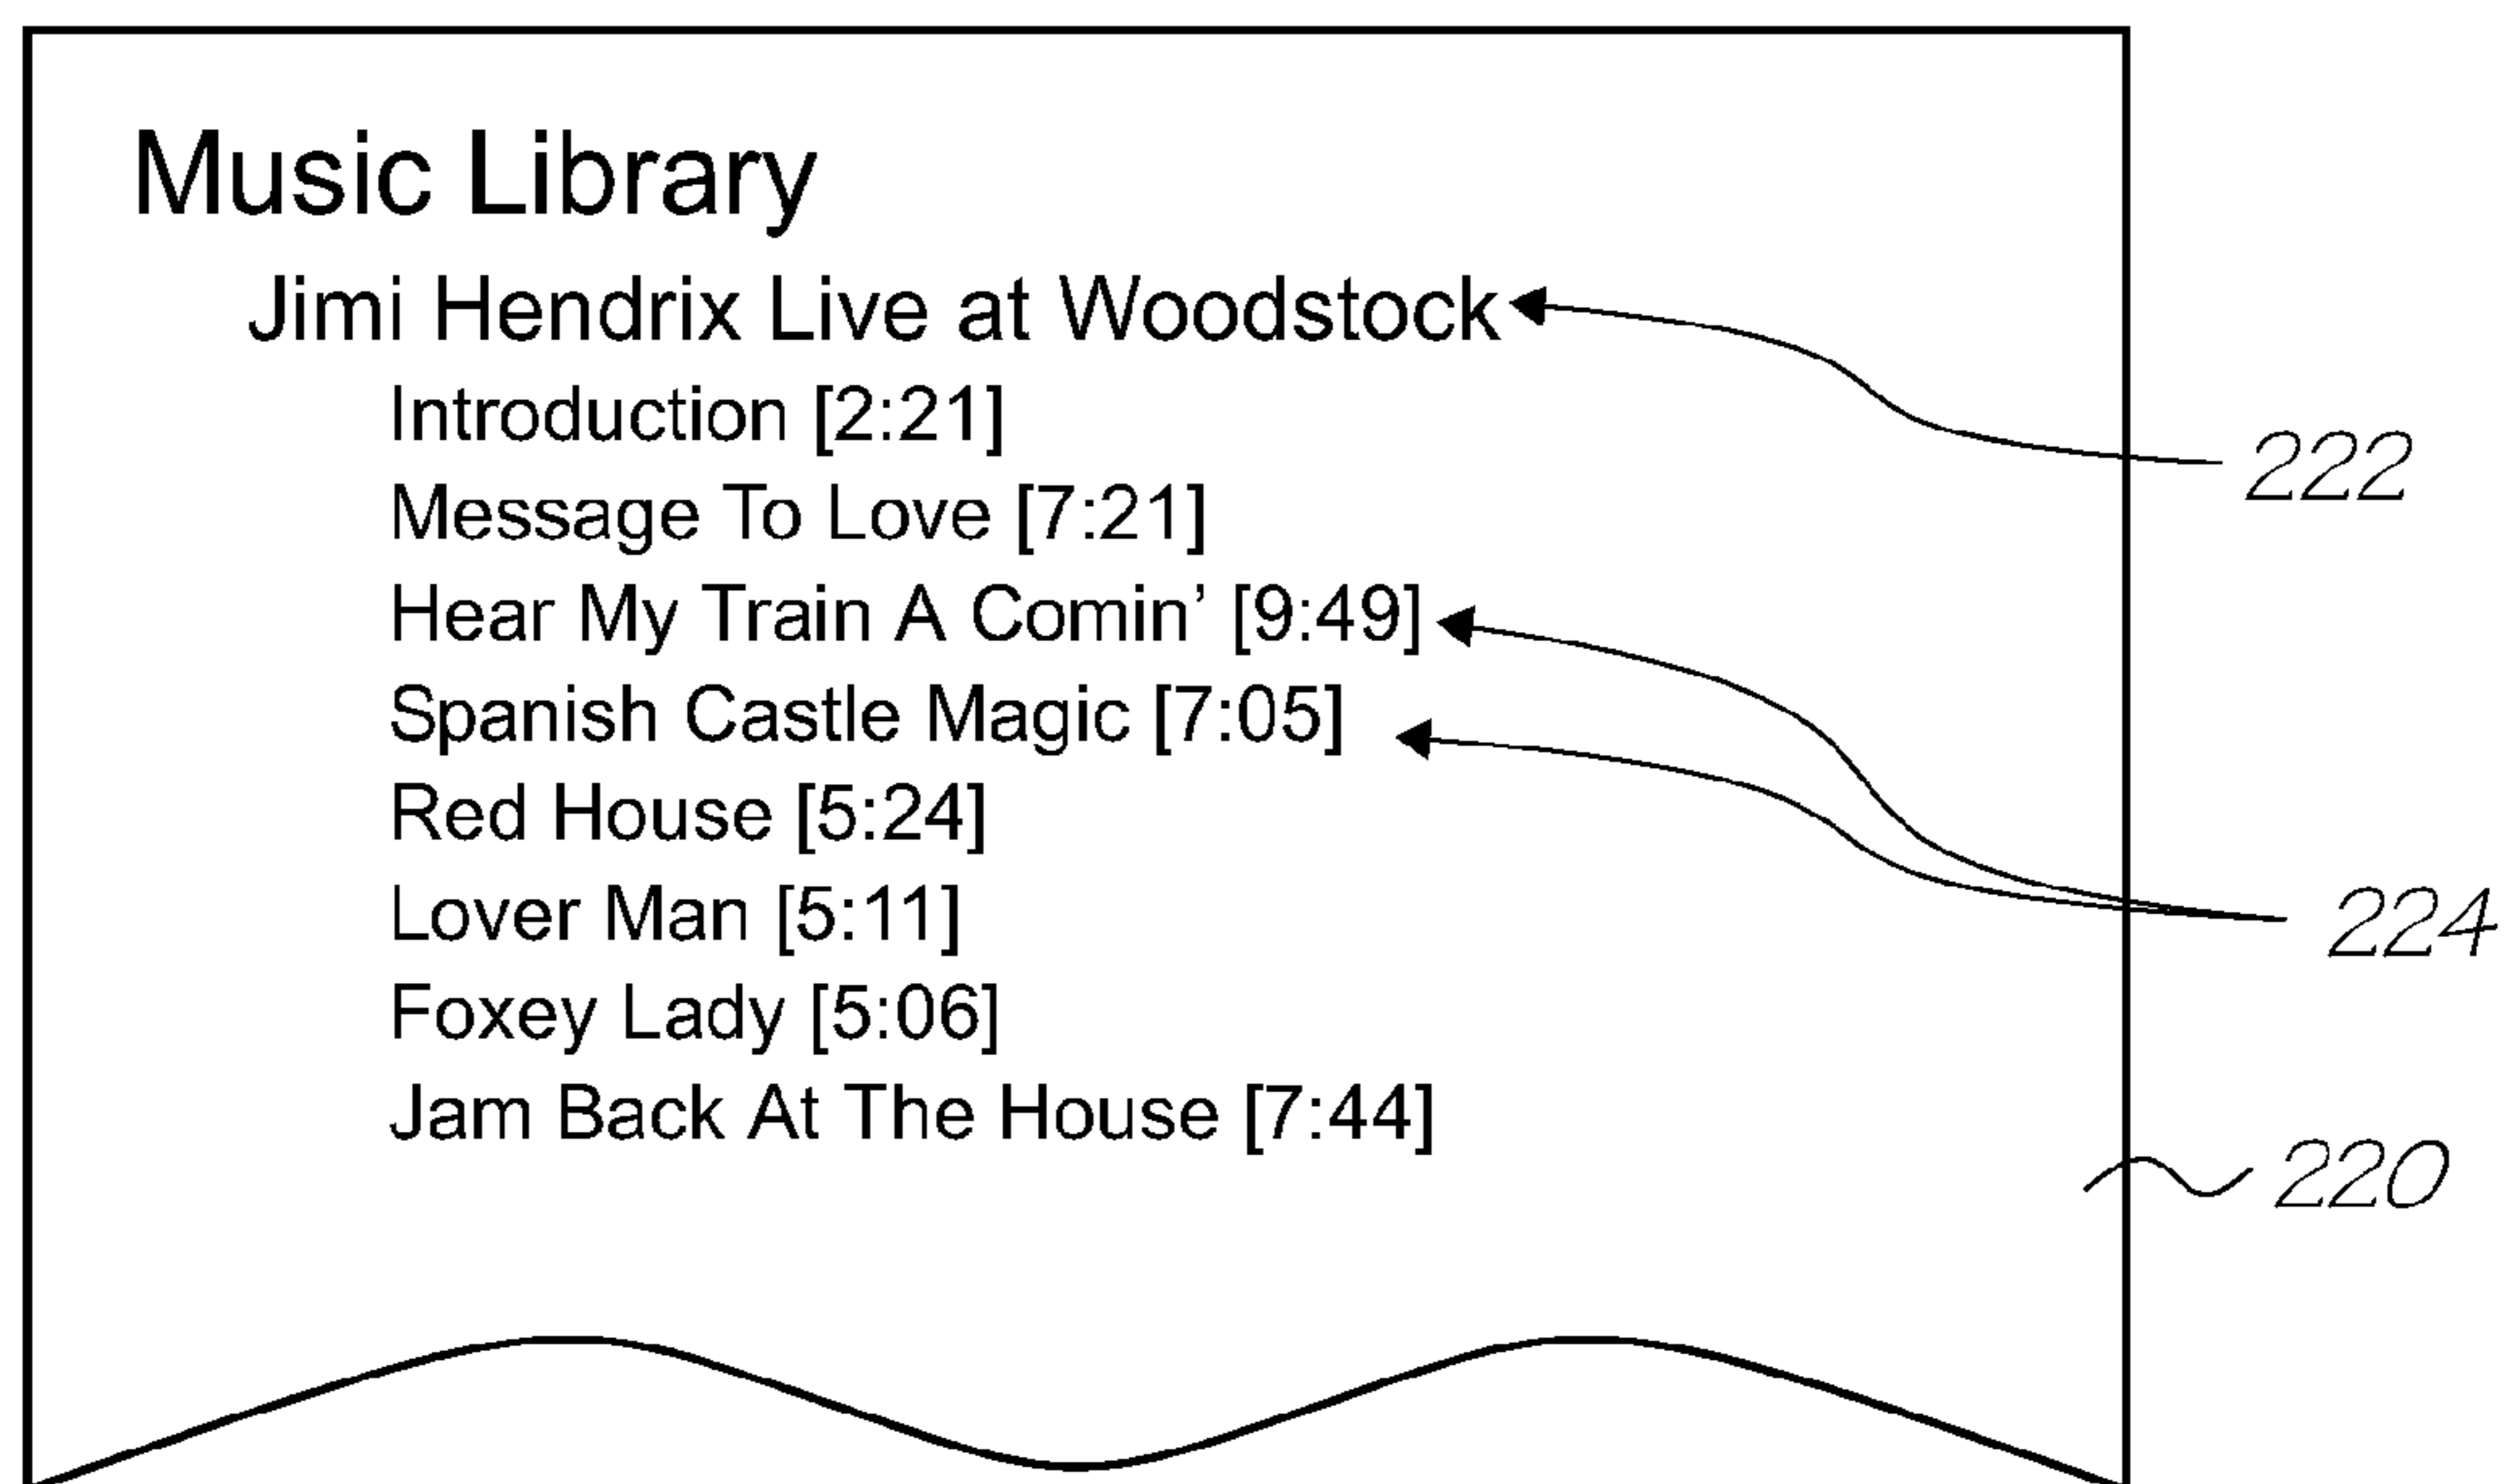 Music Library
Jimi Hendrix Live at Woodstock
Introduction [2:21]
222
Message To Love [7:21]
Hear My Train A Comin’ [9:49]
Spanish Castle Magic [7:05]
Red House [5:24]
Lover Man [5:11]
224
Foxey Lady [5:06]
Jam Back At The House [7:44]
220